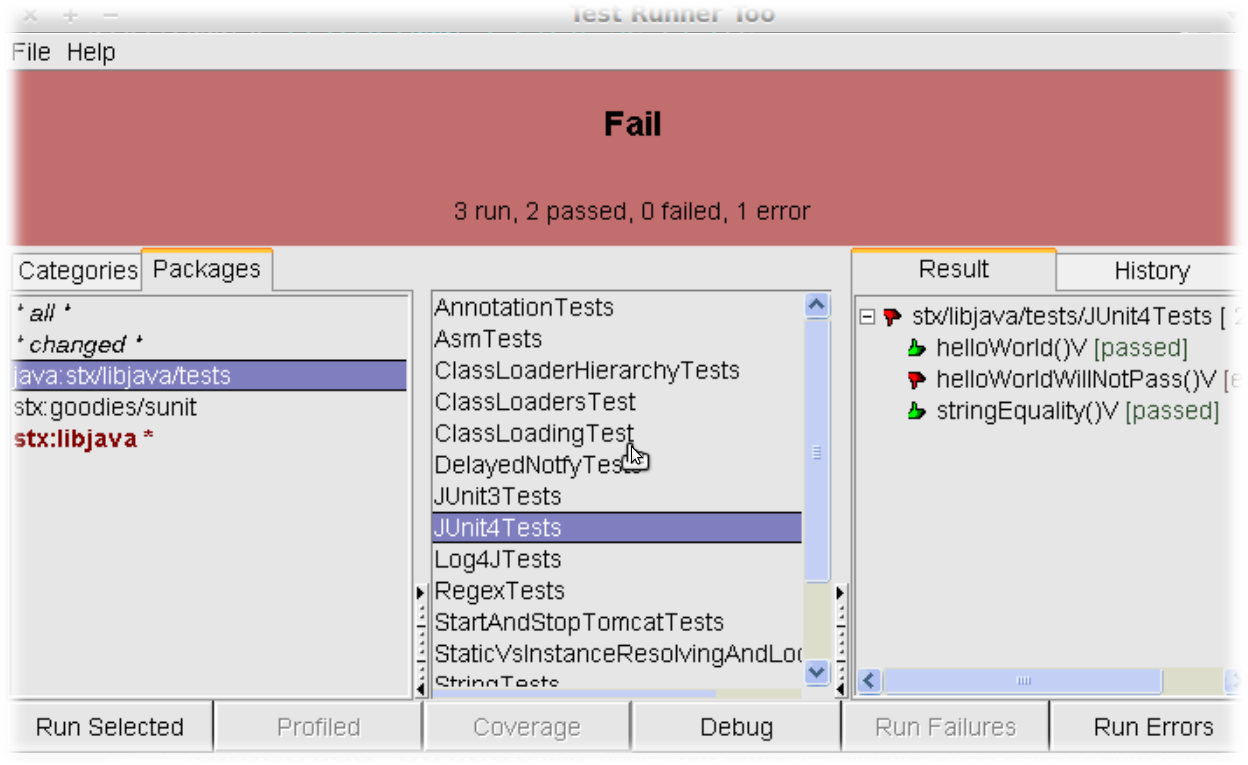 Test Runner Too
File Help
Fail
3 run, 2 passed, 0 failed, 1 error
Categories Packages
* all *
* changed *
java:stx/libjava/tests
stx:goodies/sunit
stx:libjava *
AnnotationTests
AsmTests
ClassLoaderHierarchyTests
ClassLoadersTest
ClassLoadingTest
DelayedNotfyTests
JUnit3Tests
JUnit4Tests
Log4JTests
RegexTests
StartAndStopTomcatTests
StaticVsInstanceResolvingAndLo
StringTests
Result History
stx/libjava/tests/JUnit4Tests [ 2
helloWorld()V [passed]
helloWorldWillNotPass()V [e
stringEquality()V [passed]
Run Selected Profiled Coverage Debug Run Failures Run Errors